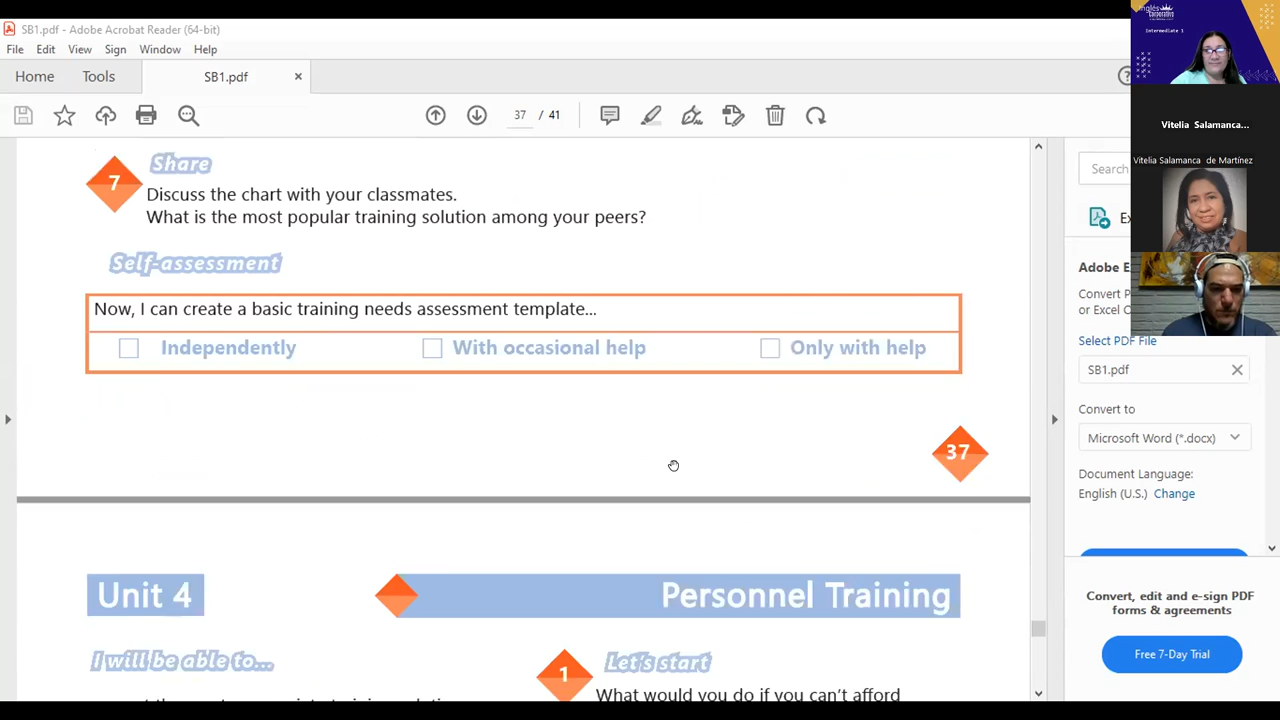 SB1.pdf - Adobe Acrobat Reader (64-bit)
File Edit View Sign Window Help
Home Tools SB1.pdf ×
37 / 41
7
Share
Discuss the chart with your classmates.
What is the most popular training solution among your peers?
Self-assessment
Now, I can create a basic training needs assessment template...
Independently With occasional help Only with help
37
Unit 4
Personnel Training
I will be able to...
1
Let's start
What would you do if you can't afford
Search
Ex
Adobe E
Convert P
or Excel O
Select PDF File
SB1.pdf
Convert to
Microsoft Word (*.docx)
Document Language:
English (U.S.) Change
Convert, edit and e-sign PDF
forms & agreements
Free 7-Day Trial
Inglés
Corporativo
Intermediate 1
Vitelia Salamanca...
Vitelia Salamanca de Martínez